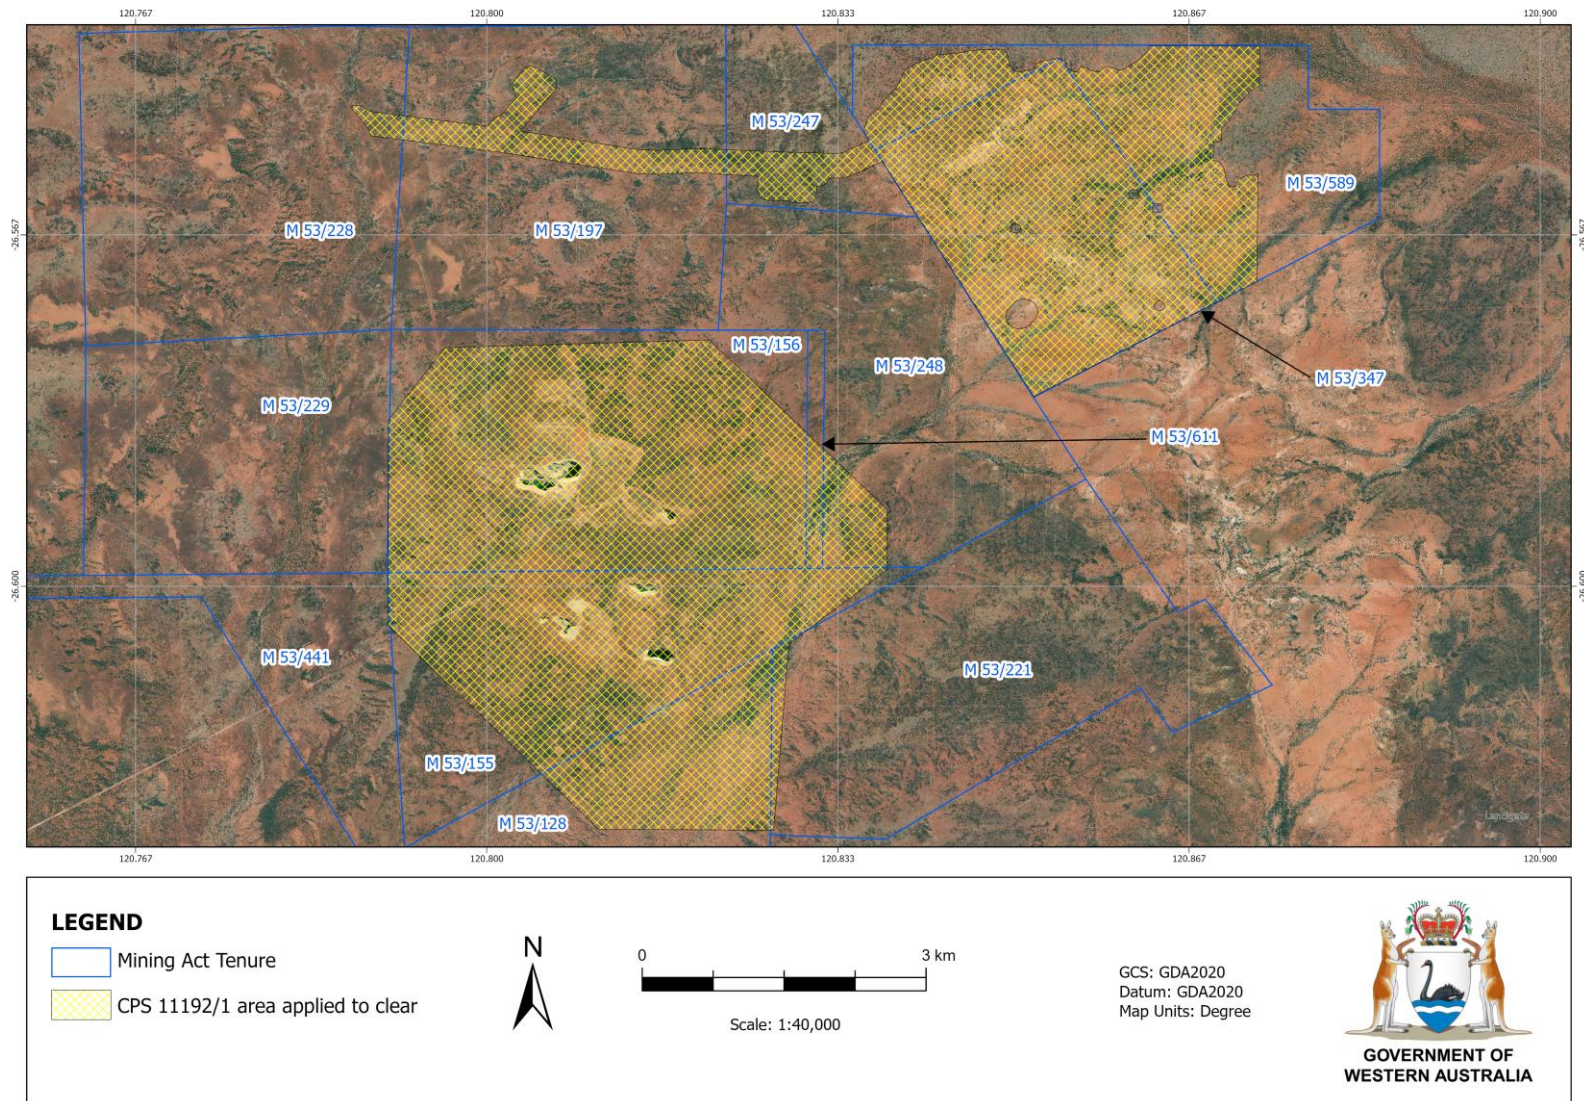 120.767
120.800
120.833
120.867
120.900
M 53/247
M 53/589
M 53/228
M 53/197
-26.567
-26.567
M 53/156
M 53/248
M 53/347
M 53/229
M 53/611
-26.600
-26.600
M 53/441
M 53/221
M 53/155
M 53/128
Landgate
120.767
120.800
120.833
120.867
120.900
LEGEND
Mining Act Tenure
CPS 11192/1 area applied to clear
N
0
3 km
Scale: 1:40,000
GCS: GDA2020
Datum: GDA2020
Map Units: Degree
GOVERNMENT OF
WESTERN AUSTRALIA